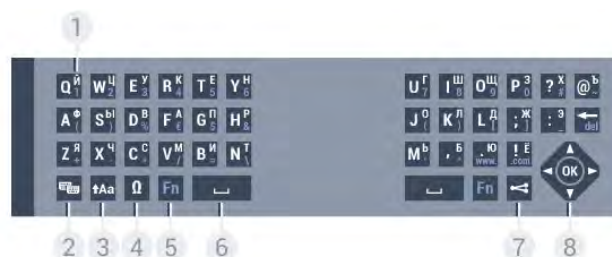 1
Q Й 1 W Ц 2 E У 3 R К 4 T Е 5 Y Н 6 U Г 7 I Ш 8 O Щ 9 P З 0 ? Х # @ Ъ ~
A Ф ( S Ы ) D В % F А € G П $ H Р & J О ( K Л ) L Д [ ; Ж ] : Э _ del
Z Я + X Ч < C С * V М / B И = N Т \ M Ь ' , Б ^ . Ю www. ! Ё .com
↑Aa Ω Fn Fn OK
2 3 4 5 6 7 8